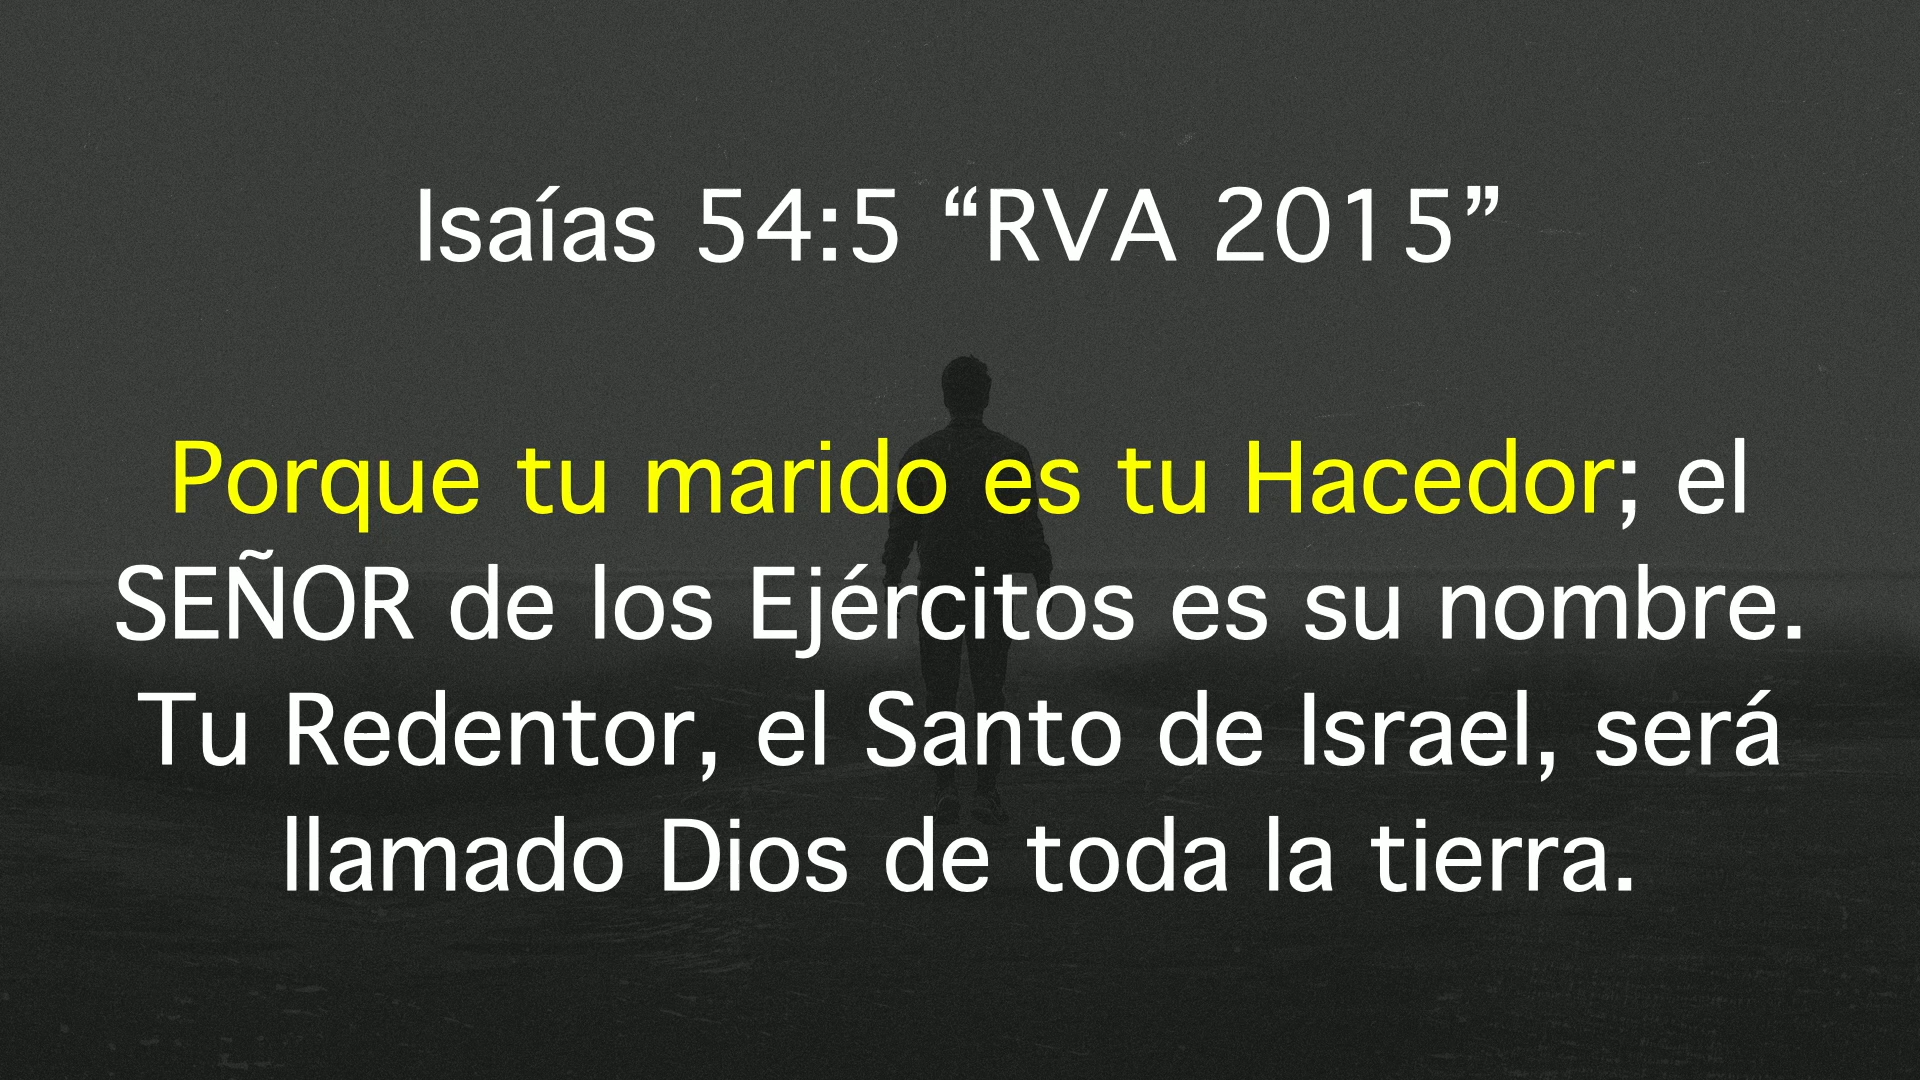 Isaías 54:5 “RVA 2015”
Porque tu marido es tu Hacedor; el
SEÑOR de los Ejércitos es su nombre.
Tu Redentor, el Santo de Israel, será
llamado Dios de toda la tierra.